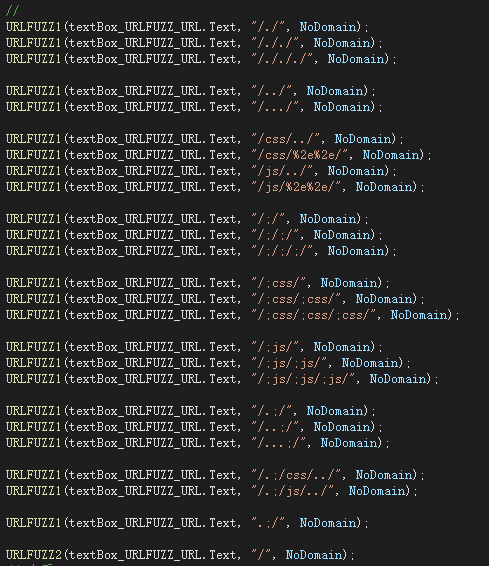 //
URLFUZZ1(textBox_URLFUZZ_URL.Text, "/./", NoDomain);
URLFUZZ1(textBox_URLFUZZ_URL.Text, "/././", NoDomain);
URLFUZZ1(textBox_URLFUZZ_URL.Text, "/./././", NoDomain);
URLFUZZ1(textBox_URLFUZZ_URL.Text, "/../", NoDomain);
URLFUZZ1(textBox_URLFUZZ_URL.Text, "/.../", NoDomain);
URLFUZZ1(textBox_URLFUZZ_URL.Text, "/css/../", NoDomain);
URLFUZZ1(textBox_URLFUZZ_URL.Text, "/css/%2e%2e/", NoDomain);
URLFUZZ1(textBox_URLFUZZ_URL.Text, "/js/../", NoDomain);
URLFUZZ1(textBox_URLFUZZ_URL.Text, "/js/%2e%2e/", NoDomain);
URLFUZZ1(textBox_URLFUZZ_URL.Text, "/;/", NoDomain);
URLFUZZ1(textBox_URLFUZZ_URL.Text, "/;/;/", NoDomain);
URLFUZZ1(textBox_URLFUZZ_URL.Text, "/;/;/;/", NoDomain);
URLFUZZ1(textBox_URLFUZZ_URL.Text, "/;css/", NoDomain);
URLFUZZ1(textBox_URLFUZZ_URL.Text, "/;css/;css/", NoDomain);
URLFUZZ1(textBox_URLFUZZ_URL.Text, "/;css/;css/;css/", NoDomain);
URLFUZZ1(textBox_URLFUZZ_URL.Text, "/;js/", NoDomain);
URLFUZZ1(textBox_URLFUZZ_URL.Text, "/;js/;js/", NoDomain);
URLFUZZ1(textBox_URLFUZZ_URL.Text, "/;js/;js/;js/", NoDomain);
URLFUZZ1(textBox_URLFUZZ_URL.Text, "/.;/", NoDomain);
URLFUZZ1(textBox_URLFUZZ_URL.Text, "/..;/", NoDomain);
URLFUZZ1(textBox_URLFUZZ_URL.Text, "/...;/", NoDomain);
URLFUZZ1(textBox_URLFUZZ_URL.Text, "/.;/css/../", NoDomain);
URLFUZZ1(textBox_URLFUZZ_URL.Text, "/.;/js/../", NoDomain);
URLFUZZ1(textBox_URLFUZZ_URL.Text, ".;/", NoDomain);
URLFUZZ2(textBox_URLFUZZ_URL.Text, "/", NoDomain);